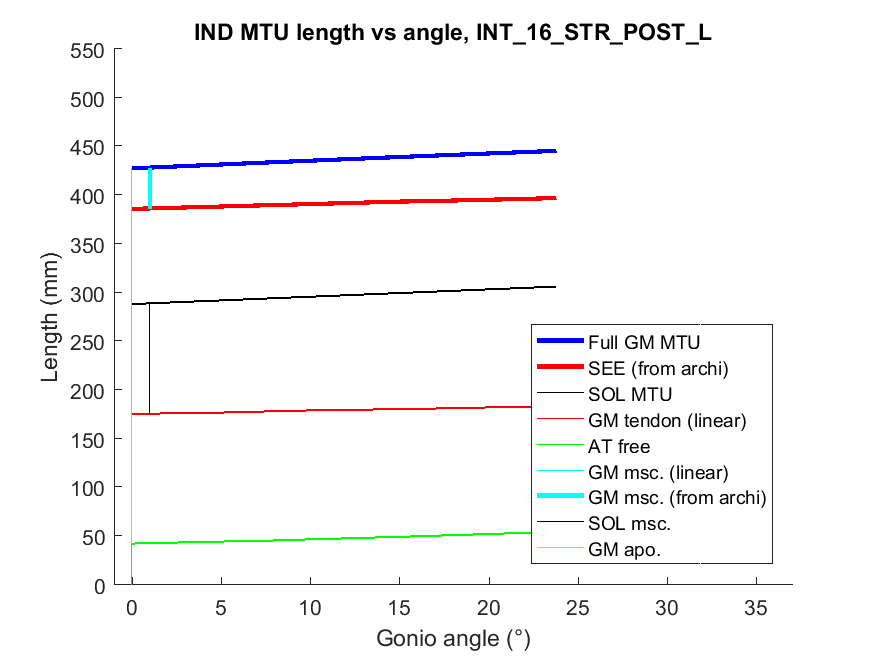 IND MTU length vs angle, INT_16_STR_POST_L
550
500
450
400
350
300
250
200
150
100
50
0
Length (mm)
Full GM MTU
SEE (from archi)
SOL MTU
GM tendon (linear)
AT free
GM msc. (linear)
GM msc. (from archi)
SOL msc.
GM apo.
0 5 10 15 20 25 30 35
Gonio angle (°)